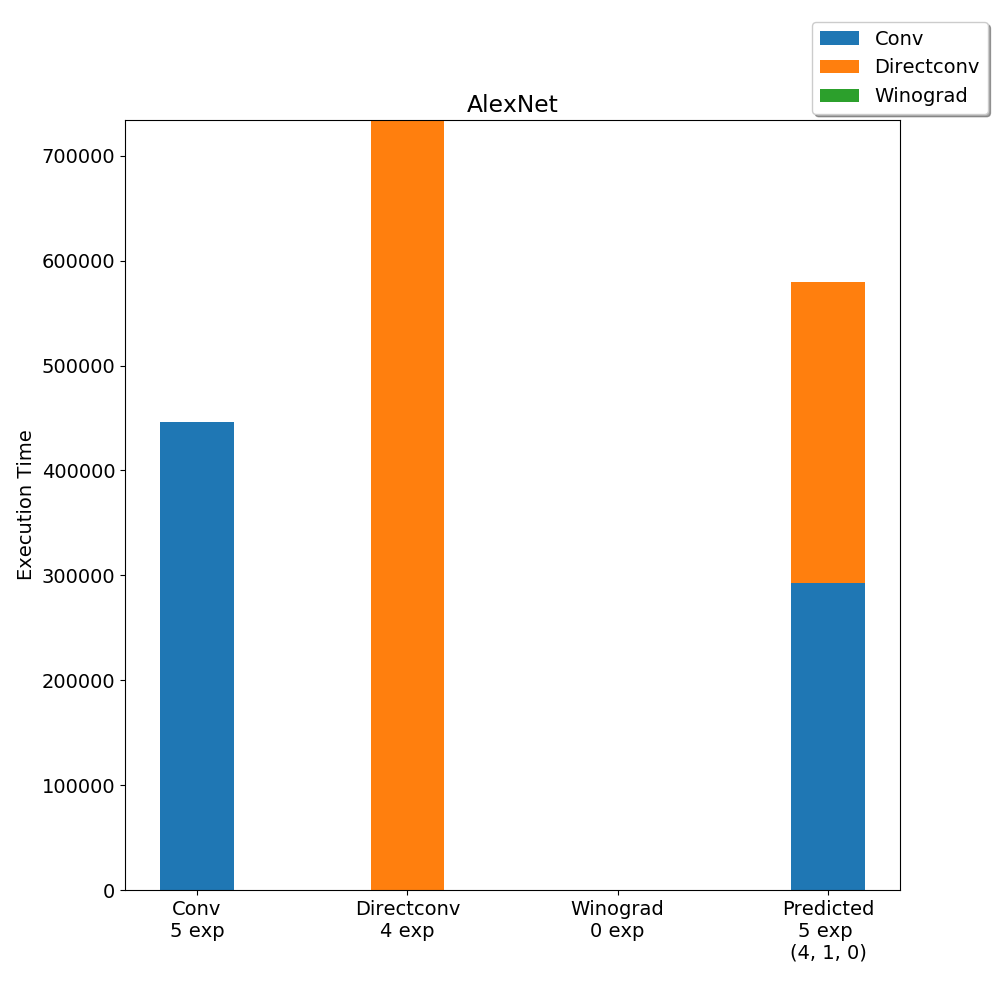 Conv
Directconv
Winograd
AlexNet
700000
600000
500000
400000
300000
200000
100000
0
Execution Time
Conv
5 exp
Directconv
4 exp
Winograd
0 exp
Predicted
5 exp
(4, 1, 0)